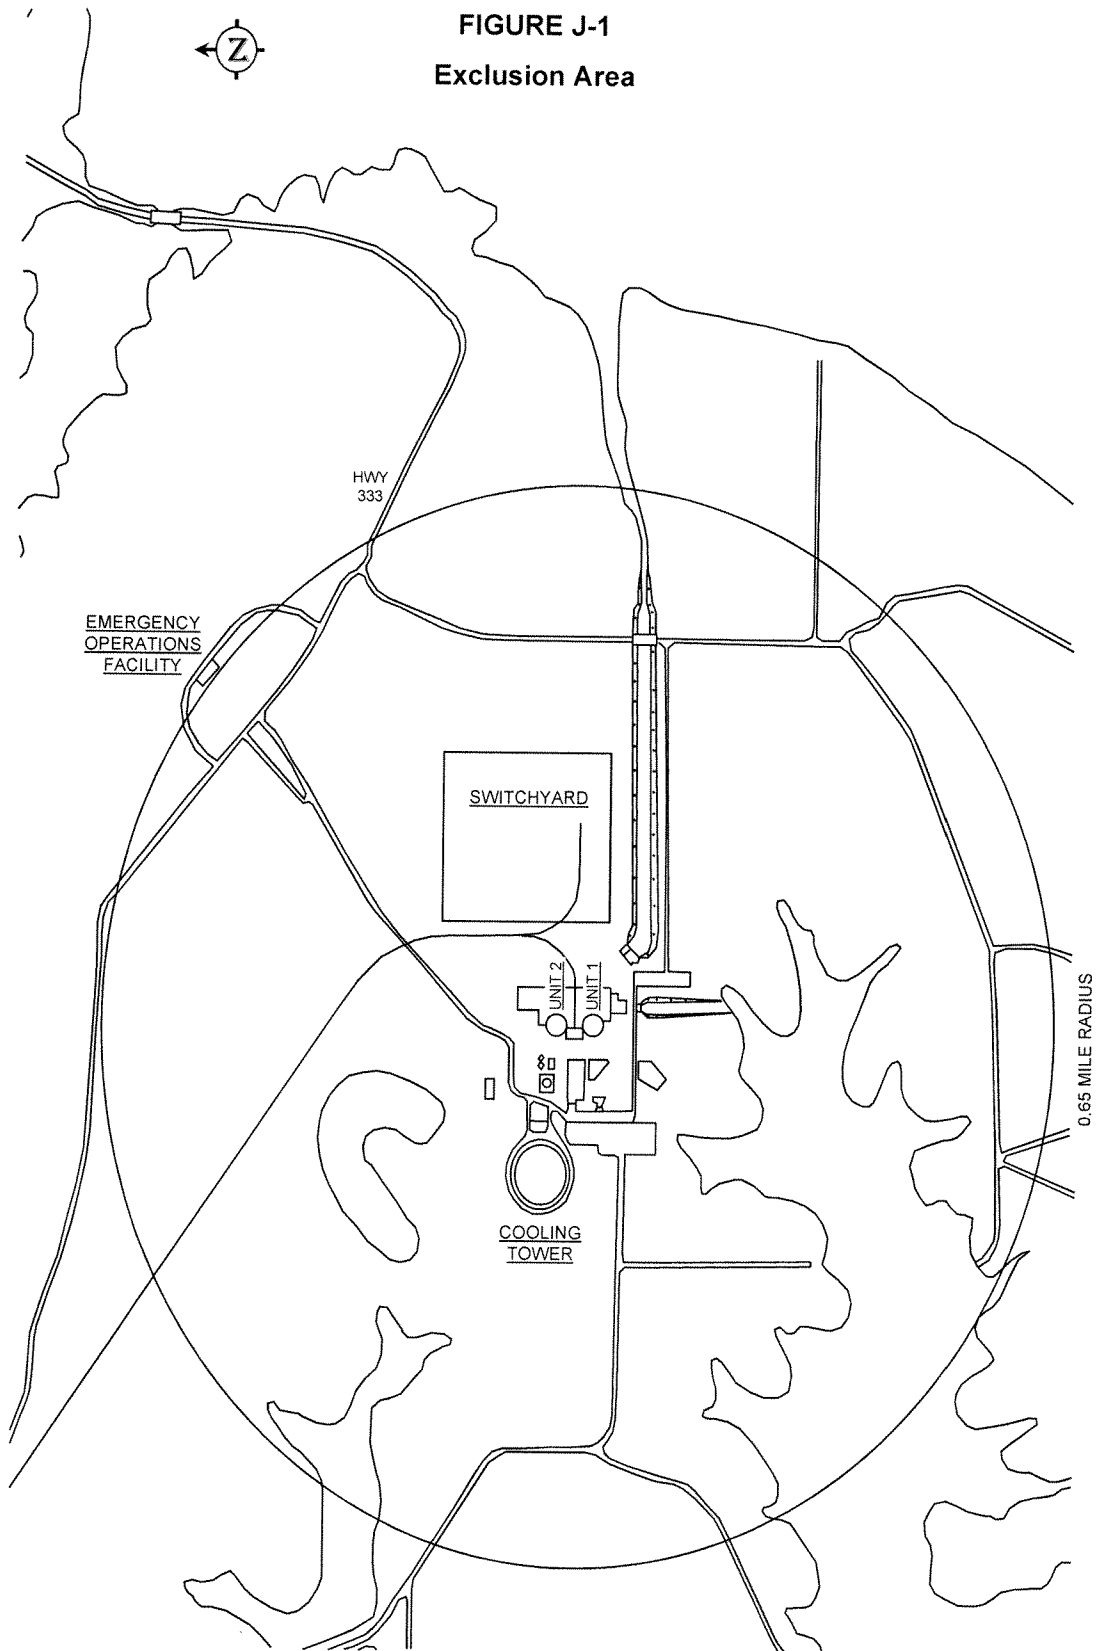 FIGURE J-1
Exclusion Area
N
HWY
333
EMERGENCY
OPERATIONS
FACILITY
SWITCHYARD
UNIT 2
UNIT 1
0.65 MILE RADIUS
COOLING
TOWER